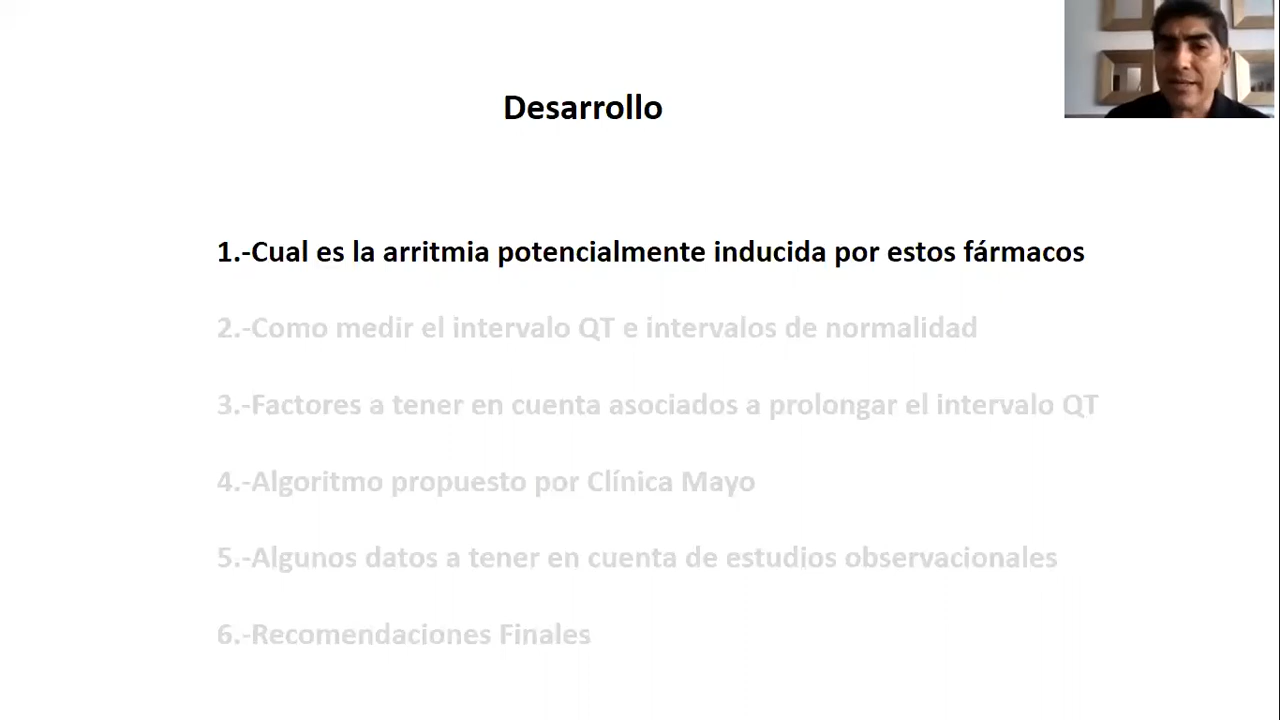 Desarrollo
1.-Cual es la arritmia potencialmente inducida por estos fármacos
2.-Como medir el intervalo QT e intervalos de normalidad
3.-Factores a tener en cuenta asociados a prolongar el intervalo QT
4.-Algoritmo propuesto por Clínica Mayo
5.-Algunos datos a tener en cuenta de estudios observacionales
6.-Recomendaciones Finales